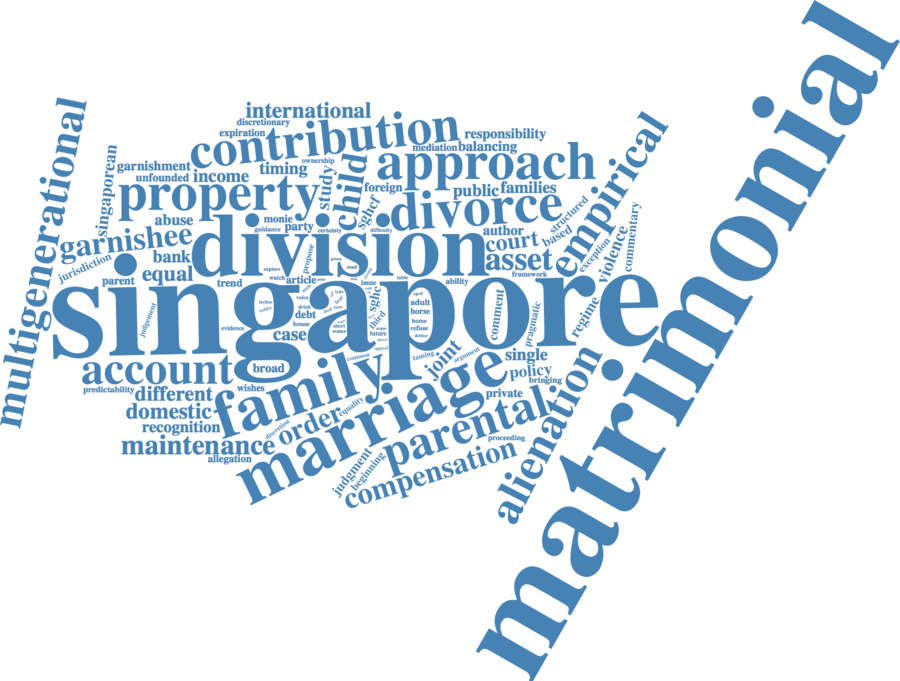 matrimonial
international
discretionary
expiration
contribution
responsibility
mediation
balancing
multigenerational
singaporean
garnishment
unfounded
income
timing
ownership
approach
empirical
property
study
child
sghcf
foreign
public
families
divorce
structured
based
abuse
monie
guidance
party
certainty
difficulty
author
court
exception
violence
commentary
garnishee
jurisdiction
bank
division
propose
asset
framework
parent
equal
trend
explore
watch
article
issue
table
ability
singapore
judgement
evidence
debt
house
case
sghc
third
future
short
water
adult
horse
home
refuse
comment
pragmatic
regime
account
broad
family
common
taming
argument
joint
single
policy
bringing
predictability
different
wishes
domestic
recognition
order
equality
discretion
marriage
private
parental
alienation
maintenance
allegation
judgment
beginning
proceeding
compensation